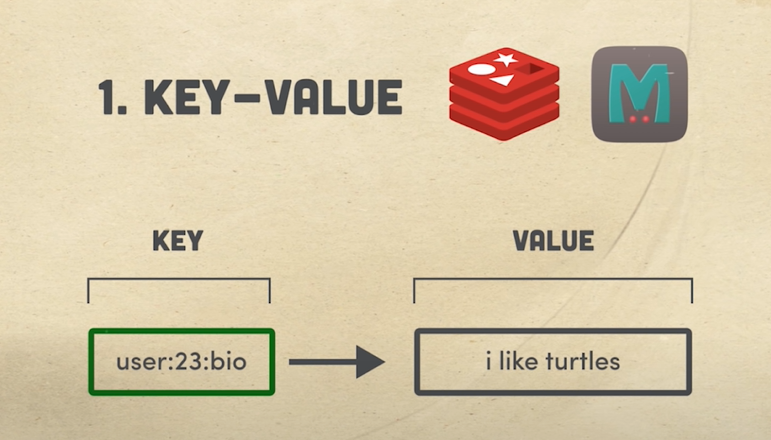 1. KEY-VALUE
M
KEY
VALUE
user:23:bio
i like turtles